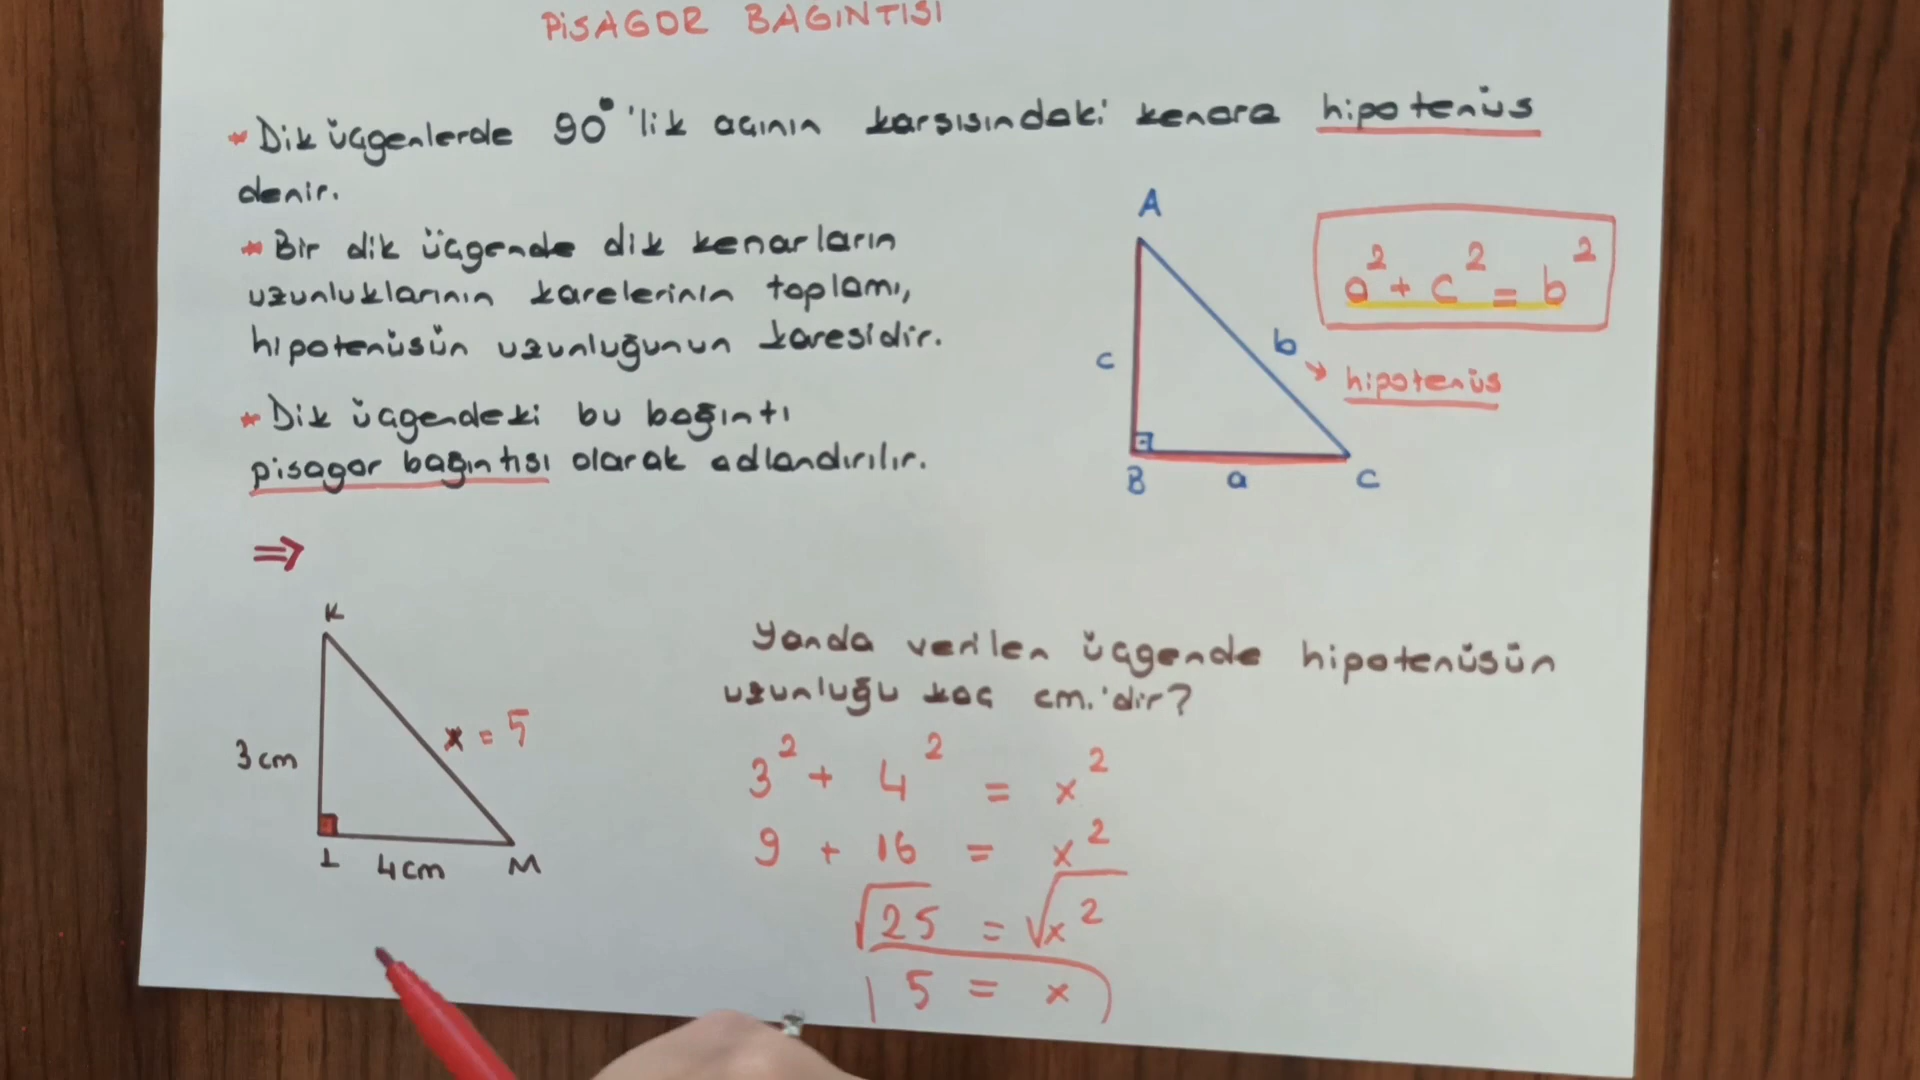 PİSAGOR BAĞINTISI
* Dik üçgenlerde 90°'lik açının karşısındaki kenara hipotenüs
denir.
* Bir dik üçgende dik kenarların
uzunluklarının karelerinin toplamı,
hipotenüsün uzunluğunun karesidir.
* Dik üçgendeki bu bağıntı
pisagor bağıntısı olarak adlandırılır.
A
a² + c² = b²
c
b
→ hipotenüs
B a C
⇒
K
3cm
x = 5
L 4cm M
Yanda verilen üçgende hipotenüsün
uzunluğu kaç cm.'dir?
3² + 4² = x²
9 + 16 = x²
√25 = √x²
5 = x